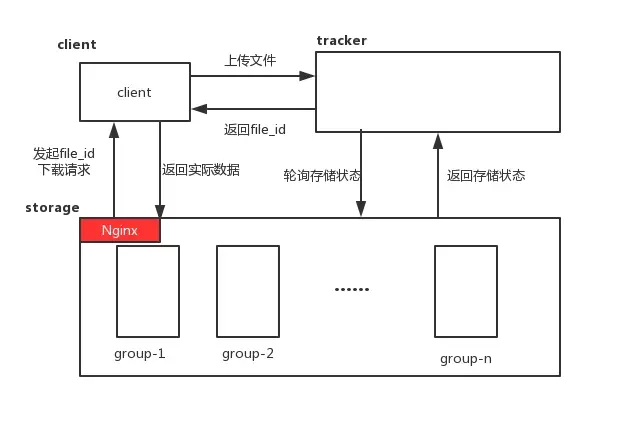 client
tracker
client
上传文件
返回file_id
发起file_id
下载请求
返回实际数据
轮询存储状态
返回存储状态
storage
Nginx
......
group-1
group-2
group-n